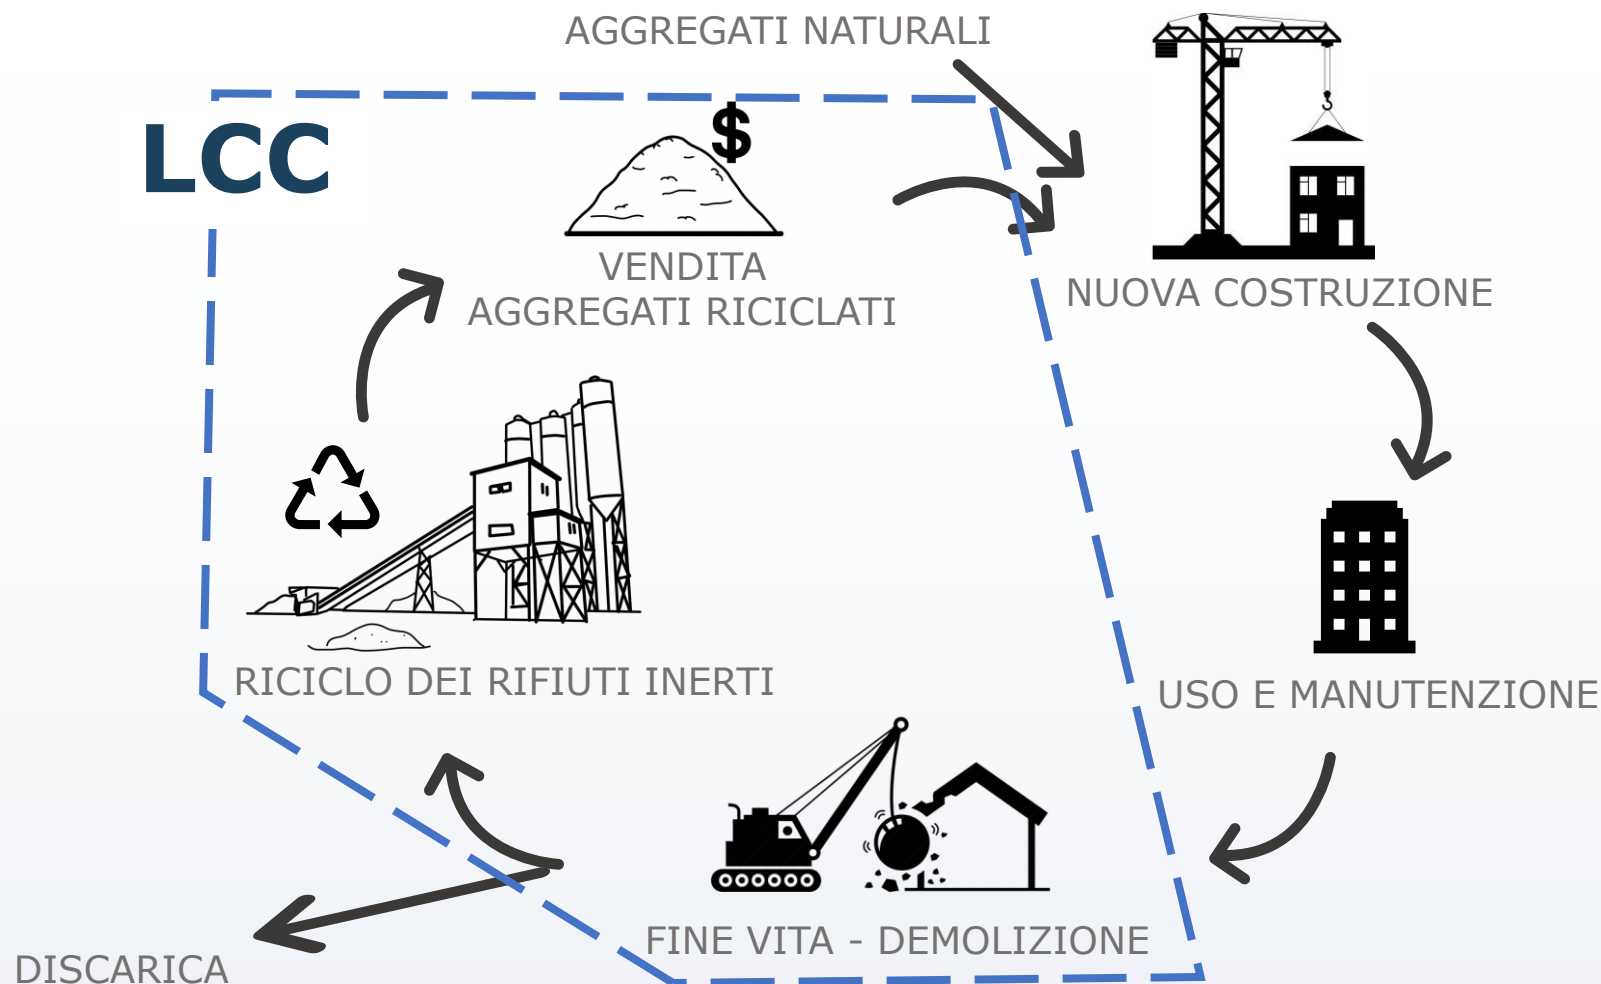 AGGREGATI NATURALI
LCC
$
VENDITA
AGGREGATI RICICLATI
NUOVA COSTRUZIONE
RICICLO DEI RIFIUTI INERTI
USO E MANUTENZIONE
FINE VITA - DEMOLIZIONE
DISCARICA